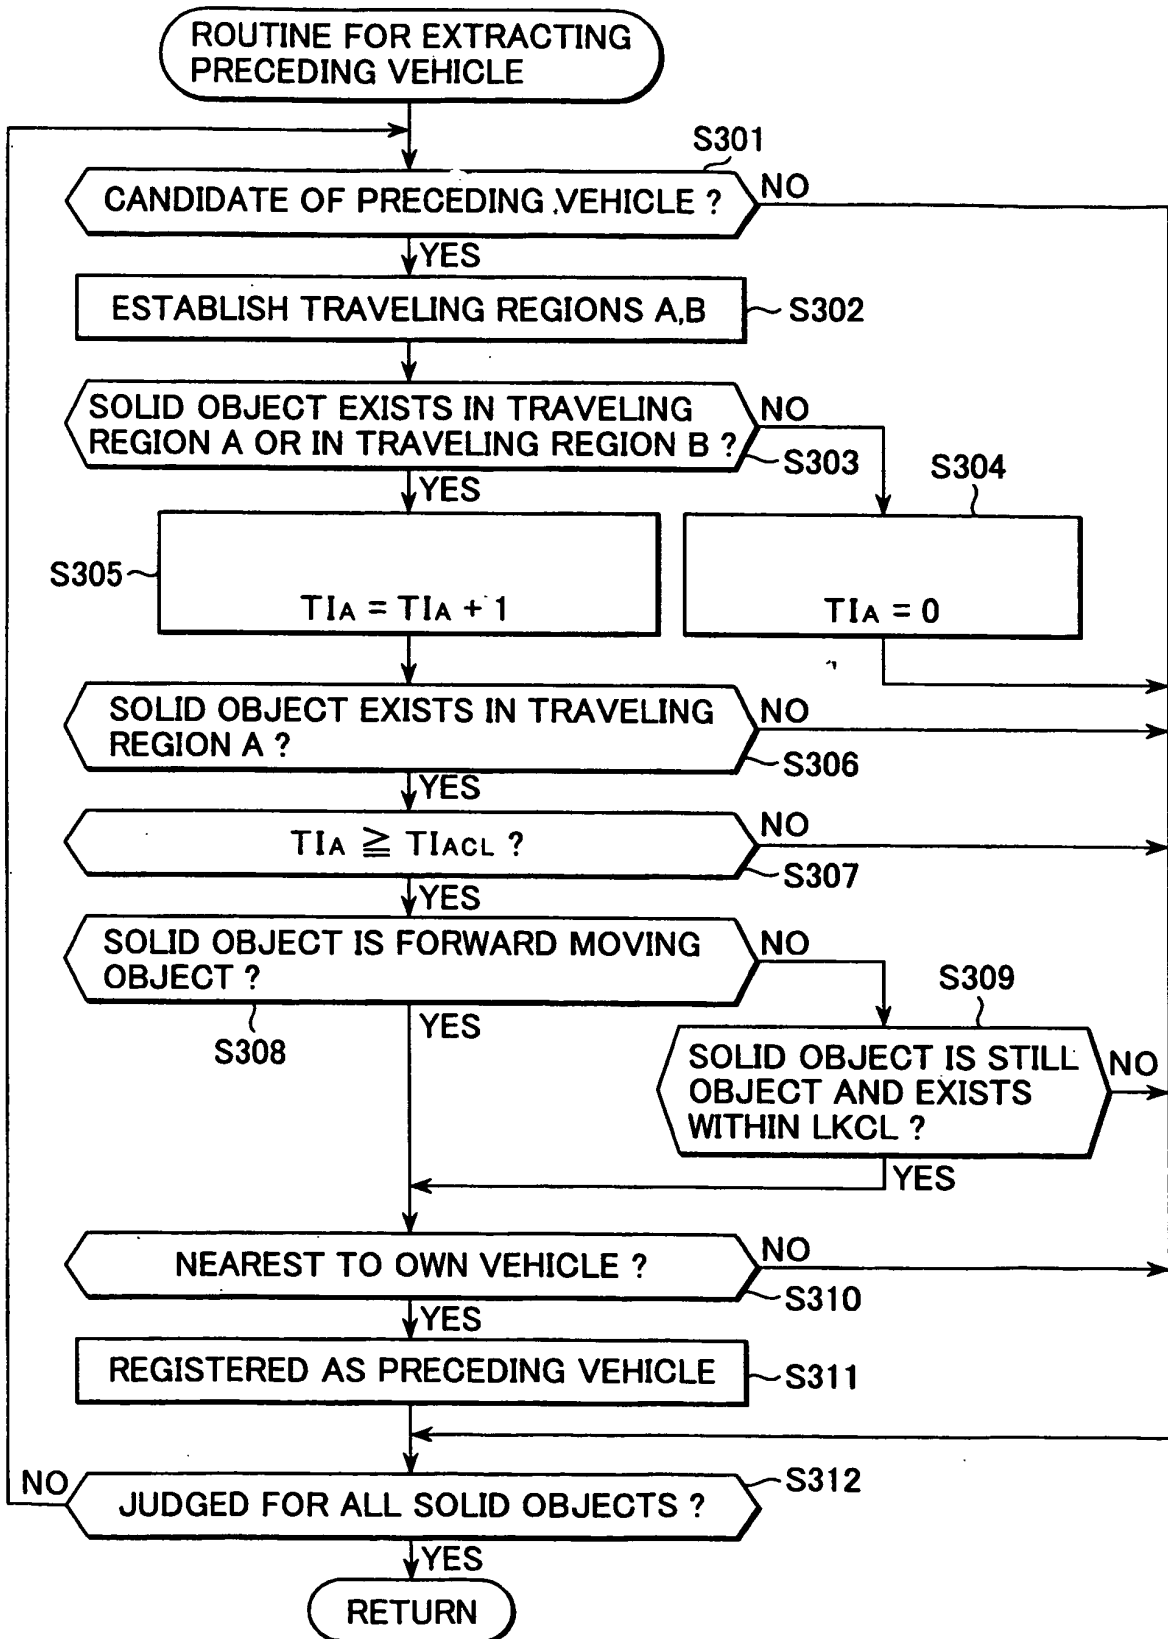 ROUTINE FOR EXTRACTING
PRECEDING VEHICLE
S301
CANDIDATE OF PRECEDING VEHICLE ?
NO
YES
ESTABLISH TRAVELING REGIONS A,B
S302
SOLID OBJECT EXISTS IN TRAVELING
REGION A OR IN TRAVELING REGION B ?
NO
S303
YES
S304
S305
TIA = TIA + 1
TIA = 0
SOLID OBJECT EXISTS IN TRAVELING
REGION A ?
NO
S306
YES
TIA ≧ TIACL ?
NO
S307
YES
SOLID OBJECT IS FORWARD MOVING
OBJECT ?
NO
S308
YES
S309
SOLID OBJECT IS STILL
OBJECT AND EXISTS
WITHIN LKCL ?
NO
YES
NEAREST TO OWN VEHICLE ?
NO
S310
YES
REGISTERED AS PRECEDING VEHICLE
S311
S312
NO
JUDGED FOR ALL SOLID OBJECTS ?
YES
RETURN